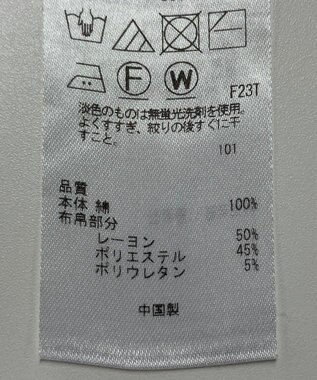 F W F23T
淡色のものは無蛍光洗剤を使用。
よくすすぎ、絞りの後すぐに干
すこと。
101
品質
本体 綿 100%
布帛部分
レーヨン 50%
ポリエステル 45%
ポリウレタン 5%
中国製